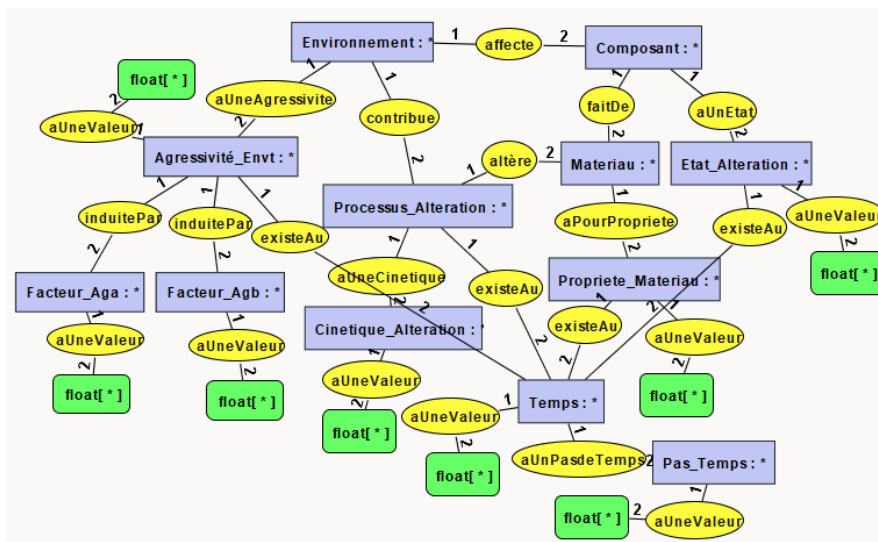 Environnement : *
1
affecte
2
Composant : *
float[ * ]
2
1
1
1
1
aUneAgressivite
faitDe
aUnEtat
aUneValeur
1
2
contribue
2
2
Agressivité_Envt : *
altère
2
Materiau : *
Etat_Alteration : *
1
1
1
2
1
1
1
1
Processus_Alteration : *
induitePar
induitePar
existeAu
aPourPropriete
existeAu
aUneValeur
2
2
1
1
2
2
Facteur_Aga : *
Facteur_Agb : *
aUneCinetique
existeAu
Propriete_Materiau : *
float[ * ]
1
1
2
2
1
2
1
Cinetique_Alteration : *
existeAu
aUneValeur
aUneValeur
1
2
2
aUneValeur
2
2
aUneValeur
2
float[ * ]
float[ * ]
aUneValeur
1
Temps : *
float[ * ]
2
2
1
float[ * ]
aUnPasdeTemps
2
Pas_Temps : *
float[ * ]
1
float[ * ]
2
aUneValeur